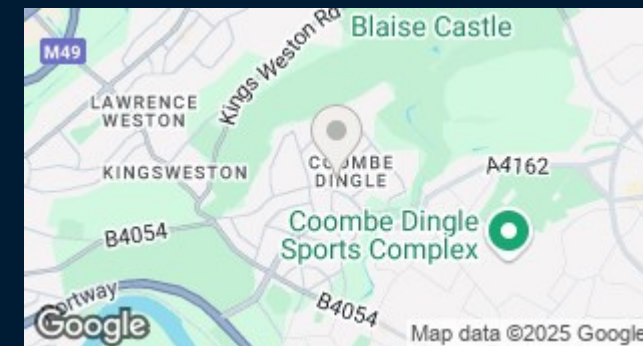 Blaise Castle
M49
Kings Weston Rd
LAWRENCE
WESTON
KINGSWESTON
COOMBE
DINGLE
A4162
Coombe Dingle
Sports Complex
B4054
B4054
ortway
Google
Map data ©2025 Google